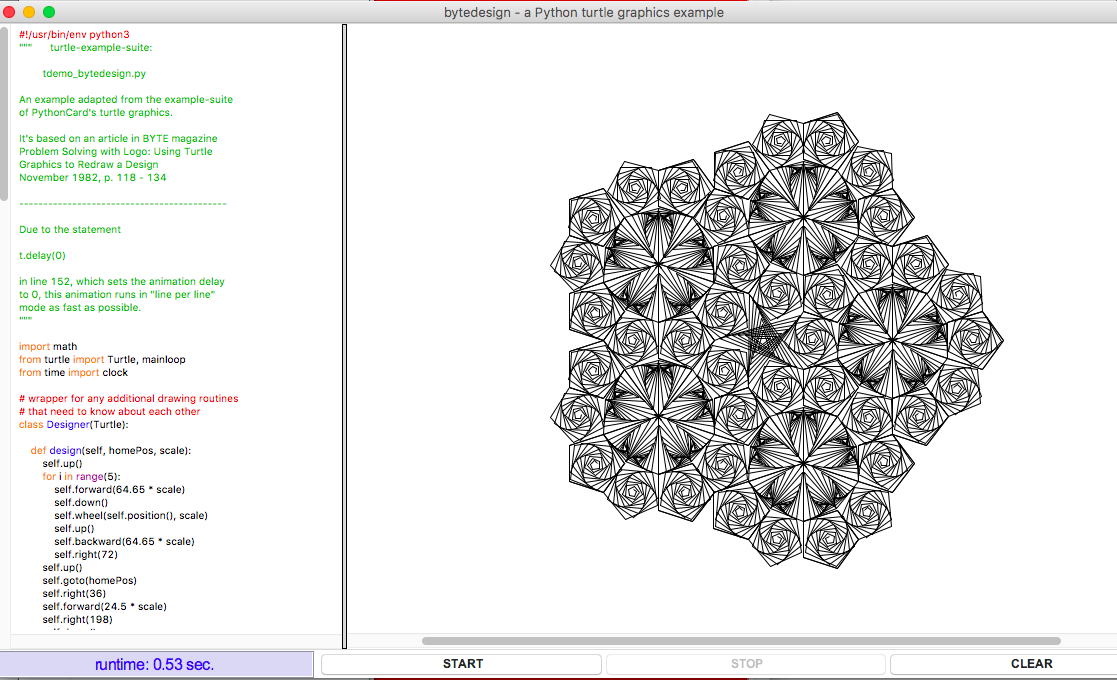 bytedesign - a Python turtle graphics example
#!/usr/bin/env python3
""" turtle-example-suite:
tdemo_bytedesign.py
An example adapted from the example-suite
of PythonCard's turtle graphics.
It's based on an article in BYTE magazine
Problem Solving with Logo: Using Turtle
Graphics to Redraw a Design
November 1982, p. 118 - 134
-------------------------------------------
Due to the statement
t.delay(0)
in line 152, which sets the animation delay
to 0, this animation runs in "line per line"
mode as fast as possible.
"""
import math
from turtle import Turtle, mainloop
from time import clock
# wrapper for any additional drawing routines
# that need to know about each other
class Designer(Turtle):
def design(self, homePos, scale):
self.up()
for i in range(5):
self.forward(64.65 * scale)
self.down()
self.wheel(self.position(), scale)
self.up()
self.backward(64.65 * scale)
self.right(72)
self.up()
self.goto(homePos)
self.right(36)
self.forward(24.5 * scale)
self.right(198)
runtime: 0.53 sec.
START
STOP
CLEAR